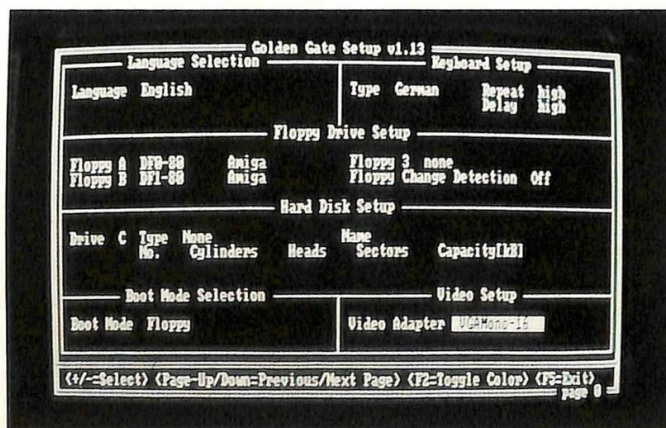 Golden Gate Setup v1.13
Language Selection
Keyboard Setup
Language English
Type German
Repeat high
Delay high
Floppy Drive Setup
Floppy A DF0-80 Amiga
Floppy 3 none
Floppy B DF1-80 Amiga
Floppy Change Detection Off
Hard Disk Setup
Drive C Type None Name
No. Cylinders Heads Sectors Capacity[kB]
Boot Mode Selection
Video Setup
Boot Mode Floppy
Video Adapter VGAMono-16
<+/-=Select> <Page-Up/Down=Previous/Next Page> <F2=Toggle Color> <F5=Exit>
page 0